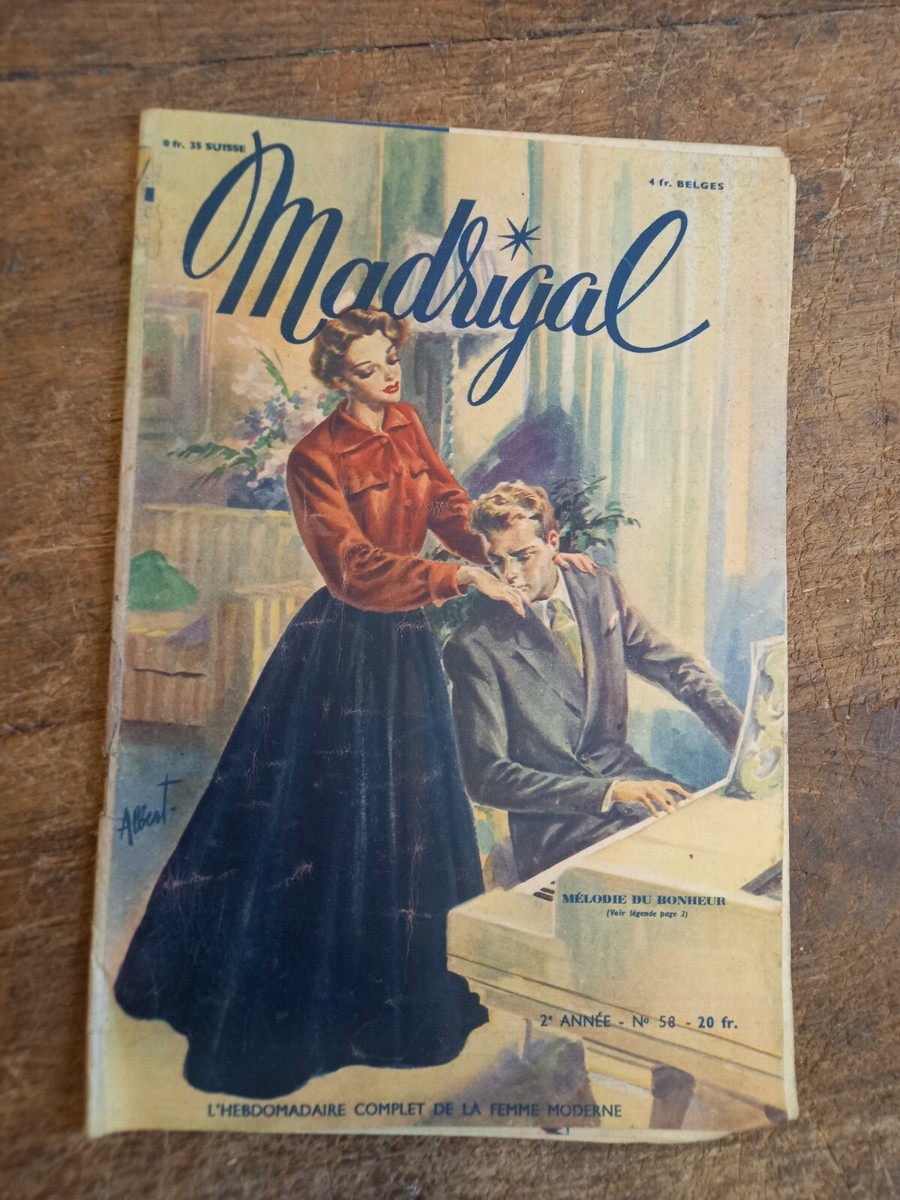 0 fr. 35 SUISSE
4 fr. BELGES
Madrigal
Albert
MÉLODIE DU BONHEUR
(Voir légende page 2)
2e ANNÉE - No 58 - 20 fr.
L'HEBDOMADAIRE COMPLET DE LA FEMME MODERNE